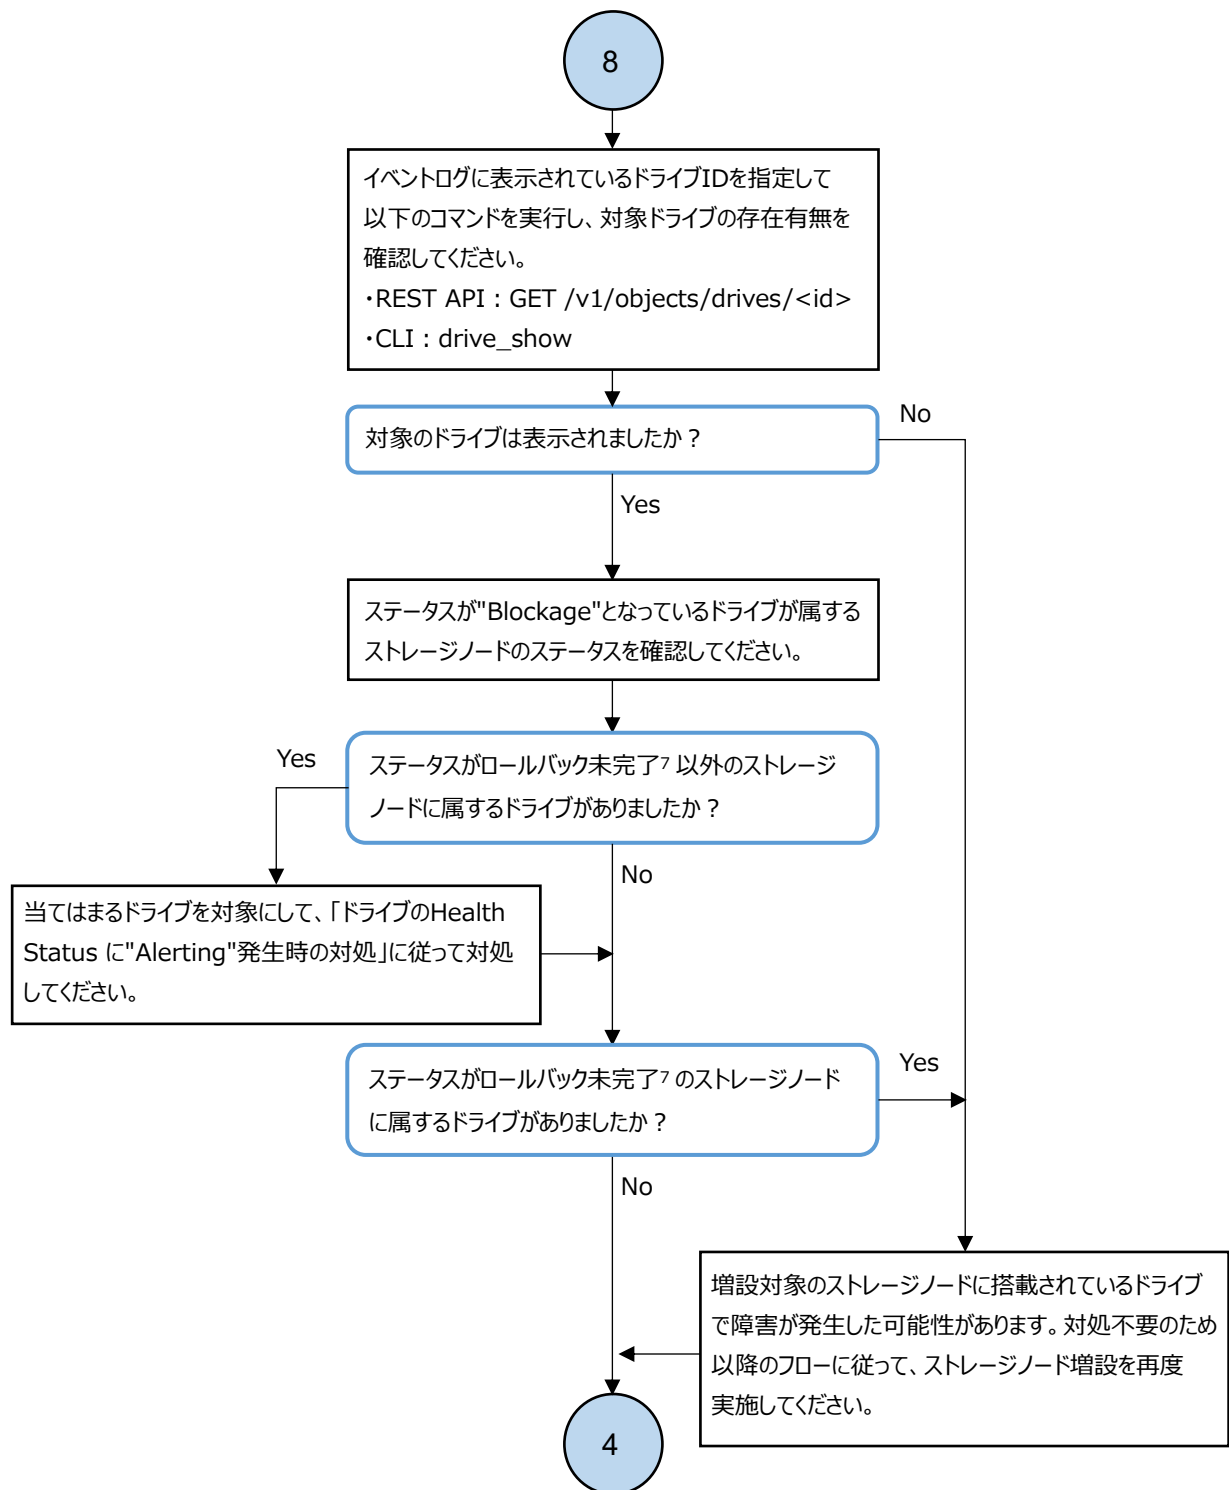 8
イベントログに表示されているドライブIDを指定して
以下のコマンドを実行し、対象ドライブの存在有無を
確認してください。
・REST API：GET /v1/objects/drives/<id>
・CLI：drive_show
対象のドライブは表示されましたか？
No
Yes
ステータスが"Blockage"となっているドライブが属する
ストレージノードのステータスを確認してください。
ステータスがロールバック未完了7 以外のストレージ
ノードに属するドライブがありましたか？
Yes
No
当てはまるドライブを対象にして、「ドライブのHealth
Status に"Alerting"発生時の対処」に従って対処
してください。
ステータスがロールバック未完了7 のストレージノード
に属するドライブがありましたか？
Yes
No
増設対象のストレージノードに搭載されているドライブ
で障害が発生した可能性があります。対処不要のため
以降のフローに従って、ストレージノード増設を再度
実施してください。
4